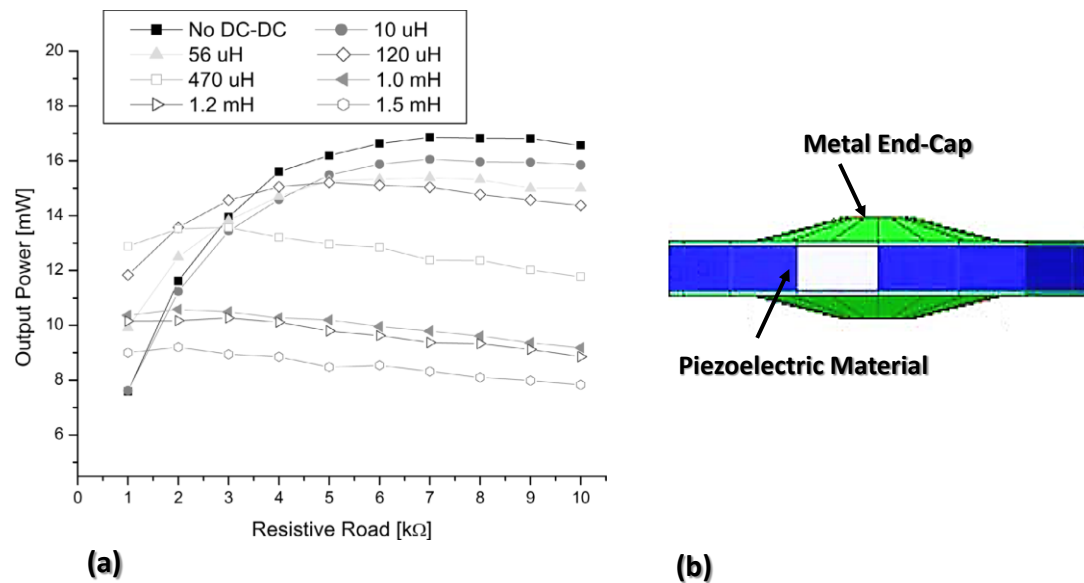 No DC-DC 10 uH
56 uH 120 uH
470 uH 1.0 mH
1.2 mH 1.5 mH
20
18
16
14
12
10
8
6
Output Power [mW]
0 1 2 3 4 5 6 7 8 9 10
Resistive Road [kΩ]
(a)
Metal End-Cap
Piezoelectric Material
(b)